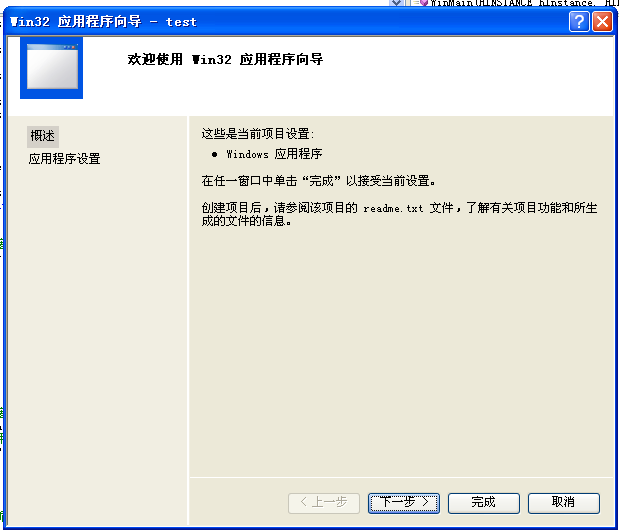 WinMain(HINSTANCE hInstance, HI
Win32 应用程序向导 - test
欢迎使用 Win32 应用程序向导
概述
应用程序设置
这些是当前项目设置:
● Windows 应用程序
在任一窗口中单击“完成”以接受当前设置。
创建项目后，请参阅该项目的 readme.txt 文件，了解有关项目功能和所生
成的文件的信息。
< 上一步
下一步 >
完成
取消